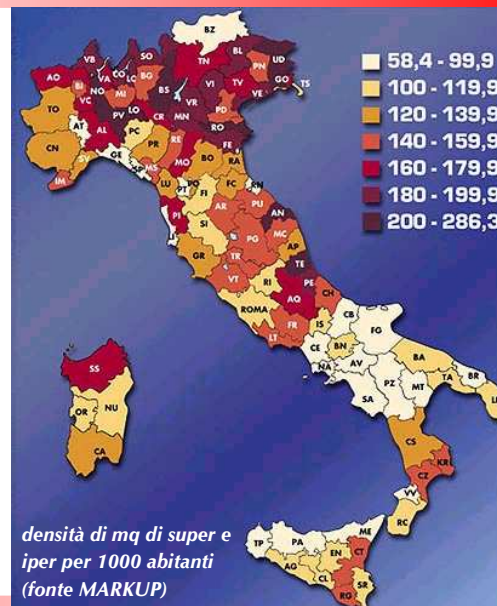 BZ
SO
VB
BL
UD
TN
PN
AO
VA
CO
LC
BG
BI
NO
MI
BS
VI
TV
GO
TS
VE
VC
LO
VR
PD
TO
PV
CR
MN
RO
AT
AL
PC
FE
PR
RE
CN
GE
MO
BO
RA
SV
SP
MS
IM
LU
PT
PO
FC
RN
FI
PU
PI
AR
AN
SI
MC
PG
AP
GR
TR
TE
VT
RI
PE
AQ
CH
ROMA
CB
FR
IS
FG
LT
CE
BN
BA
NA
AV
TA
BR
SS
PZ
MT
SA
LE
OR
NU
CS
CA
KR
CZ
VV
RC
ME
TP
PA
EN
CT
AG
CL
SR
RG
58,4 - 99,9
100 - 119,9
120 - 139,9
140 - 159,9
160 - 179,9
180 - 199,9
200 - 286,3
densità di mq di super e
iper per 1000 abitanti
(fonte MARKUP)